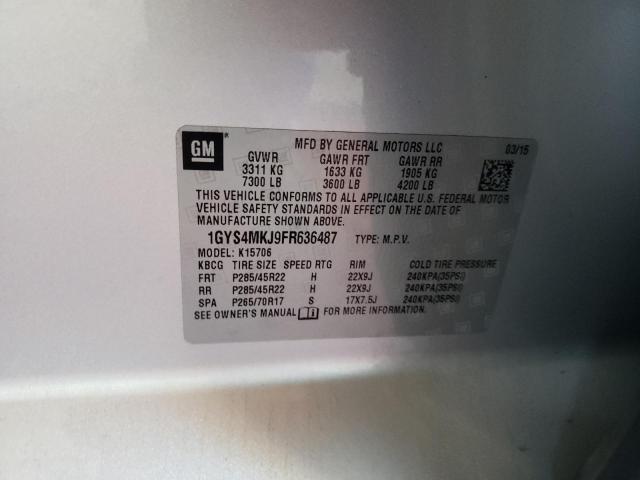 GM*
MFD BY GENERAL MOTORS LLC 03/15
GVWR GAWR FRT GAWR RR
3311 KG 1633 KG 1905 KG
7300 LB 3600 LB 4200 LB
THIS VEHICLE CONFORMS TO ALL APPLICABLE U.S. FEDERAL MOTOR
VEHICLE SAFETY STANDARDS IN EFFECT ON THE DATE OF
MANUFACTURE SHOWN ABOVE.
1GYS4MKJ9FR636487 TYPE: M.P.V.
MODEL: K15706
KBCG TIRE SIZE SPEED RTG RIM COLD TIRE PRESSURE
FRT P285/45R22 H 22X9J 240KPA(35PSI)
RR P285/45R22 H 22X9J 240KPA(35PSI)
SPA P265/70R17 S 17X7.5J 240KPA(35PSI)
SEE OWNER'S MANUAL i FOR MORE INFORMATION.